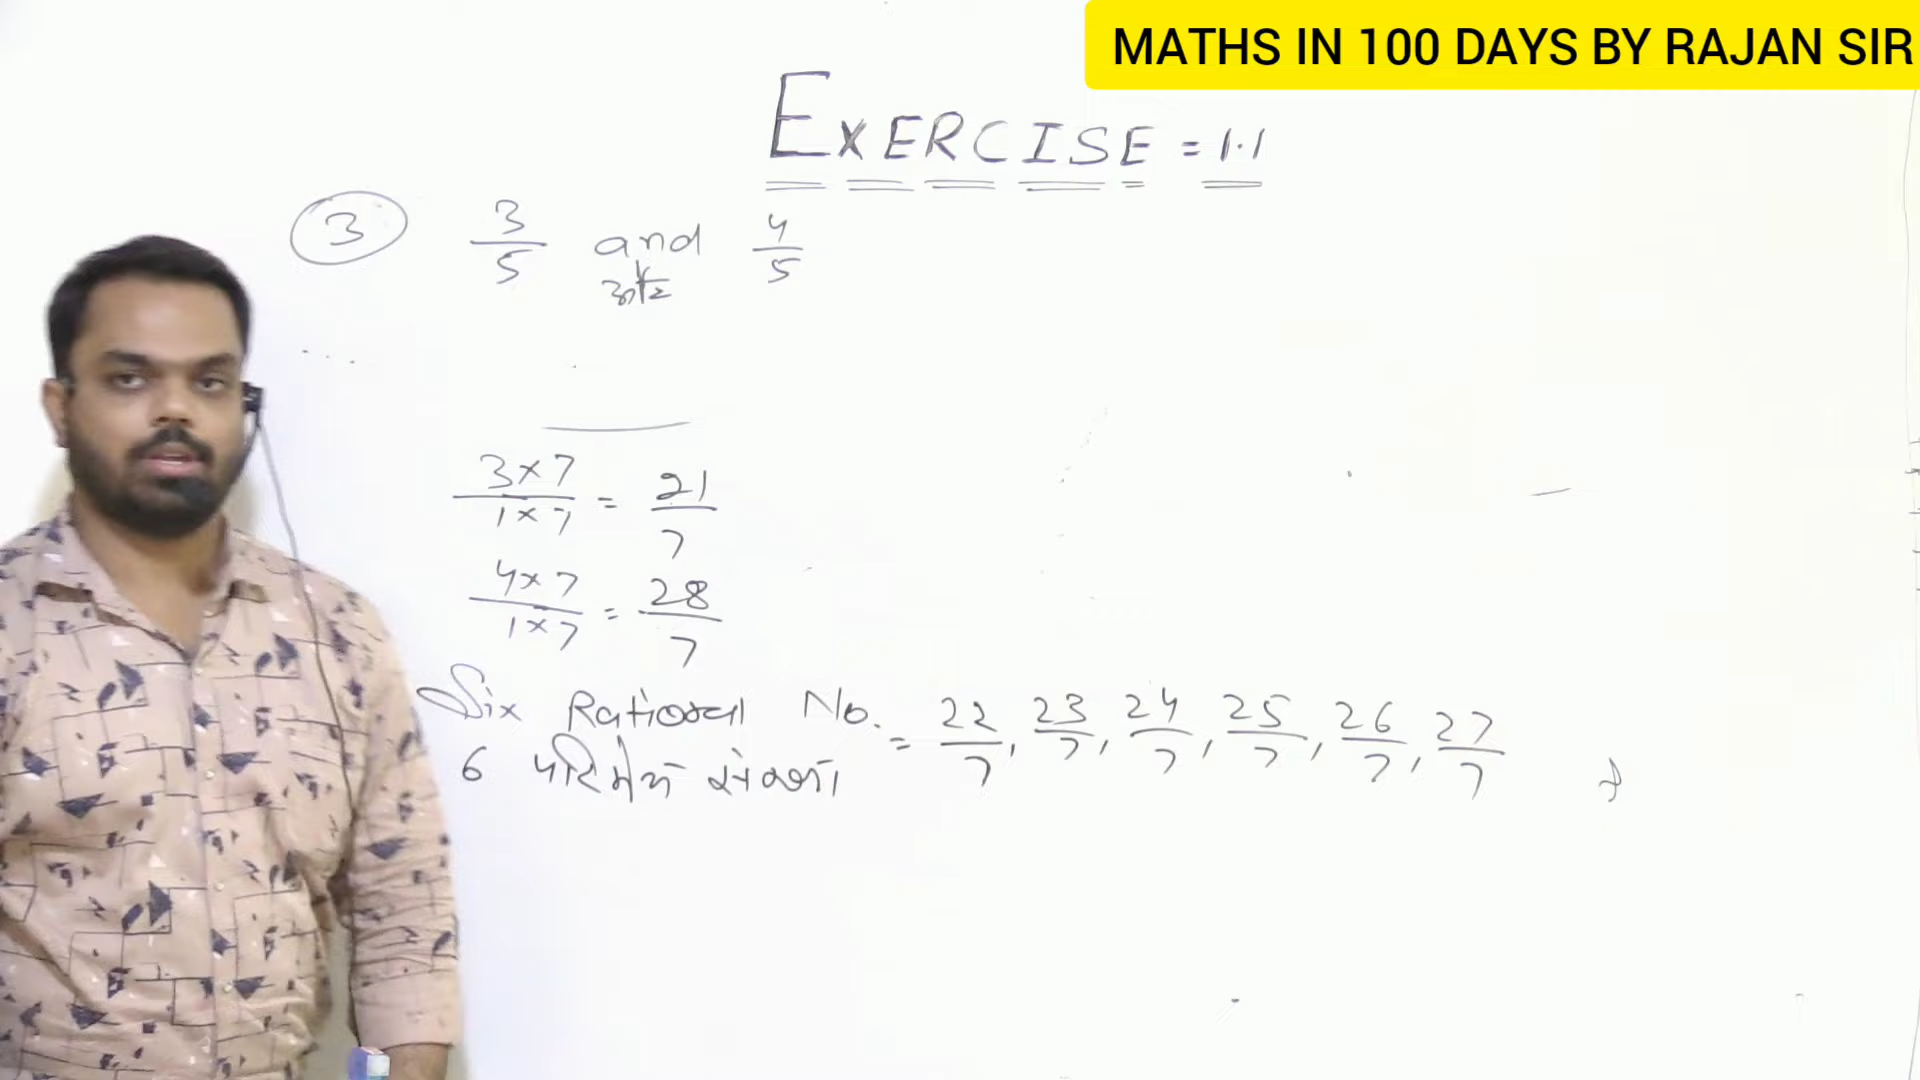 MATHS IN 100 DAYS BY RAJAN SIR
EXERCISE = 1.1
3 3/5 and 4/5
और
3×7/1×7 = 21/7
4×7/1×7 = 28/7
Six Rational No. = 22/7, 23/7, 24/7, 25/7, 26/7, 27/7
6 परिमेय संख्या